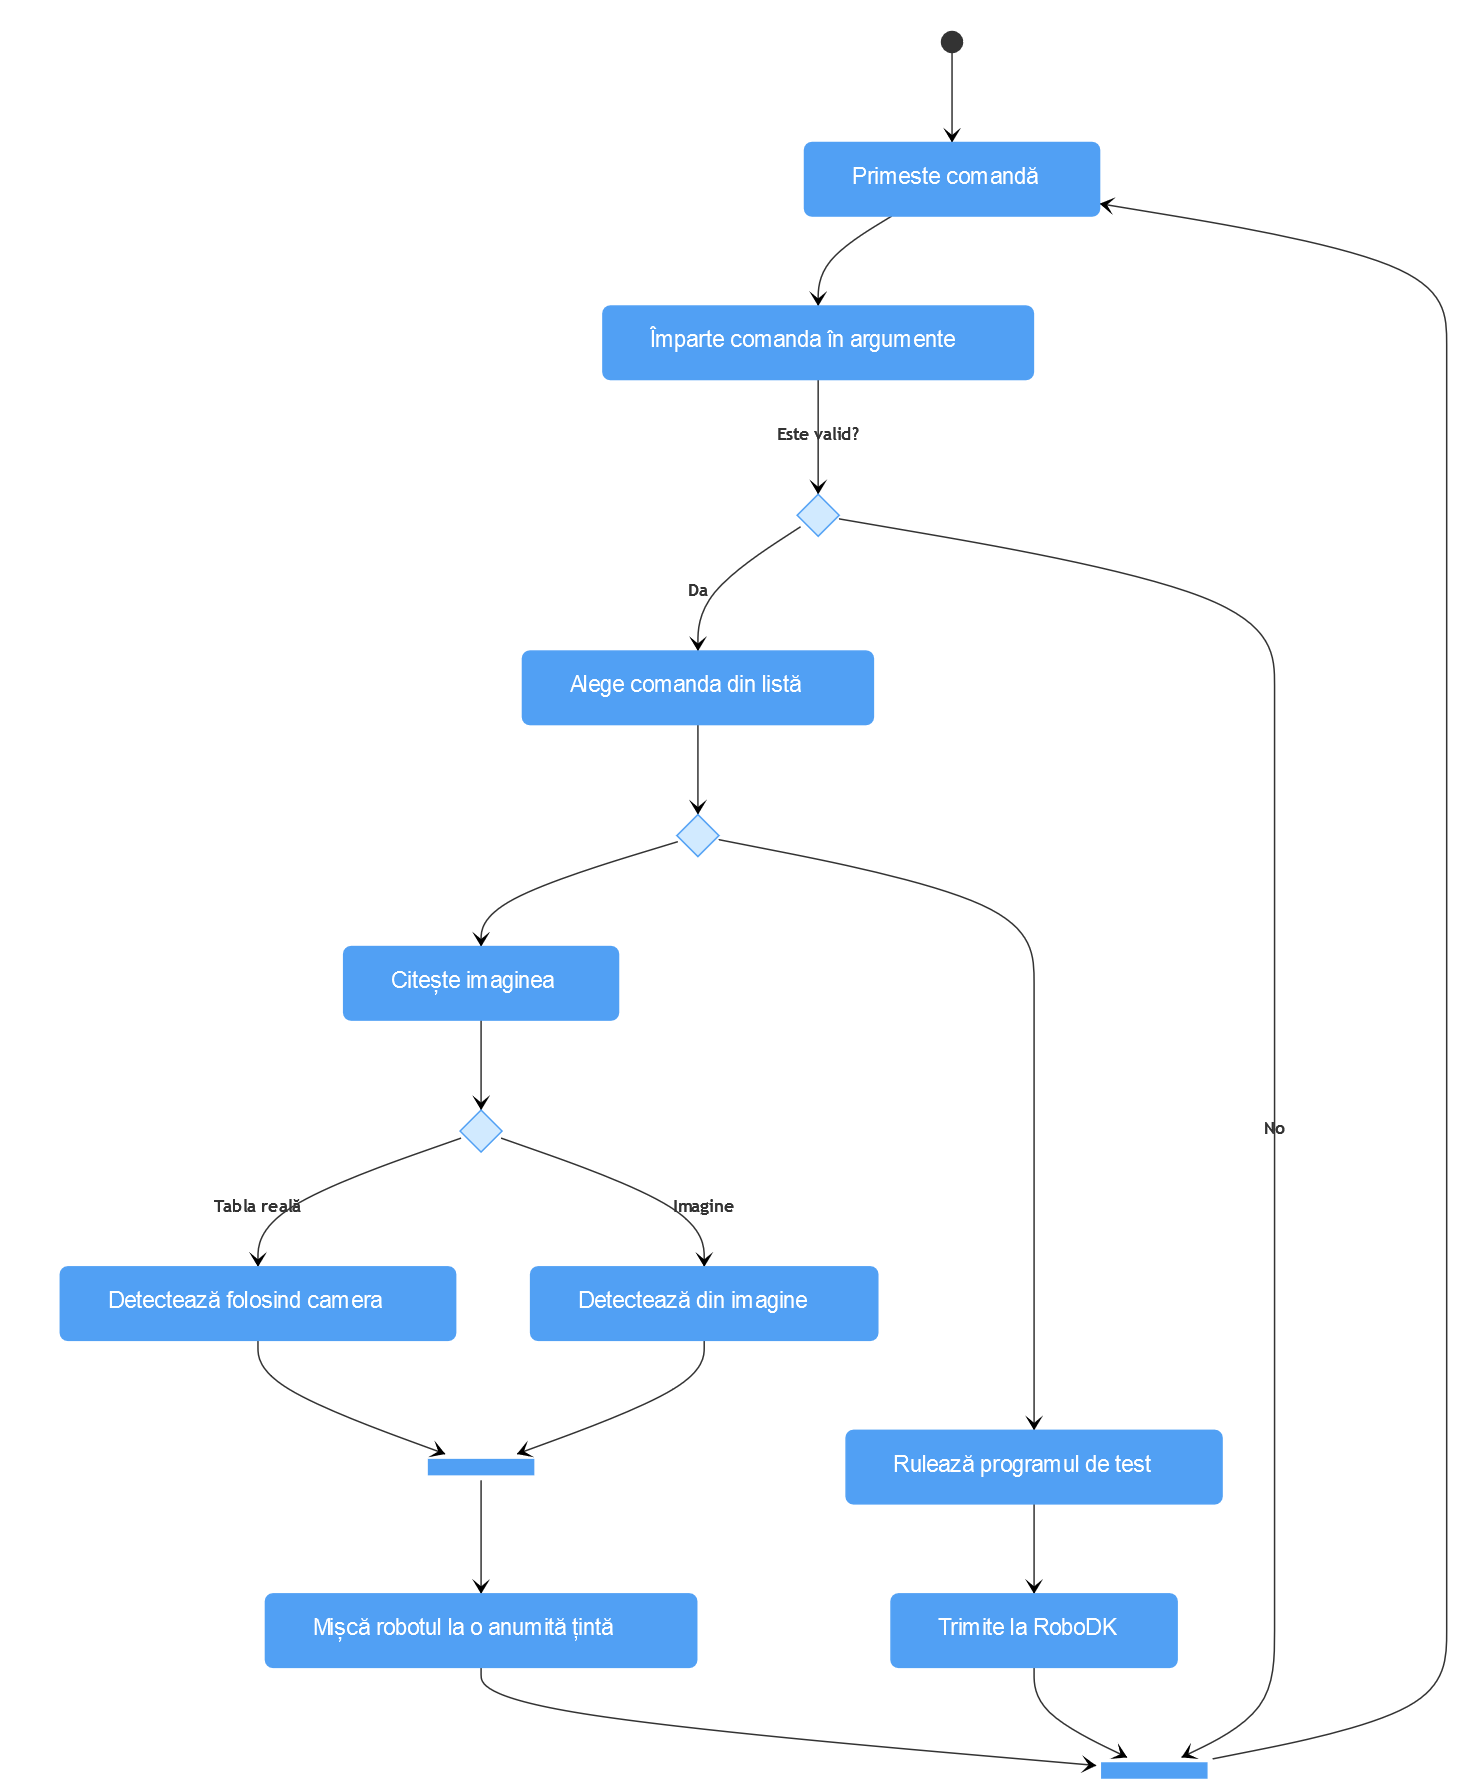 Primeste comandă
Împarte comanda în argumente
Este valid?
Da
Alege comanda din listă
Citește imaginea
No
Tabla reală
Imagine
Detectează folosind camera
Detectează din imagine
Rulează programul de test
Mișcă robotul la o anumită țintă
Trimite la RoboDK